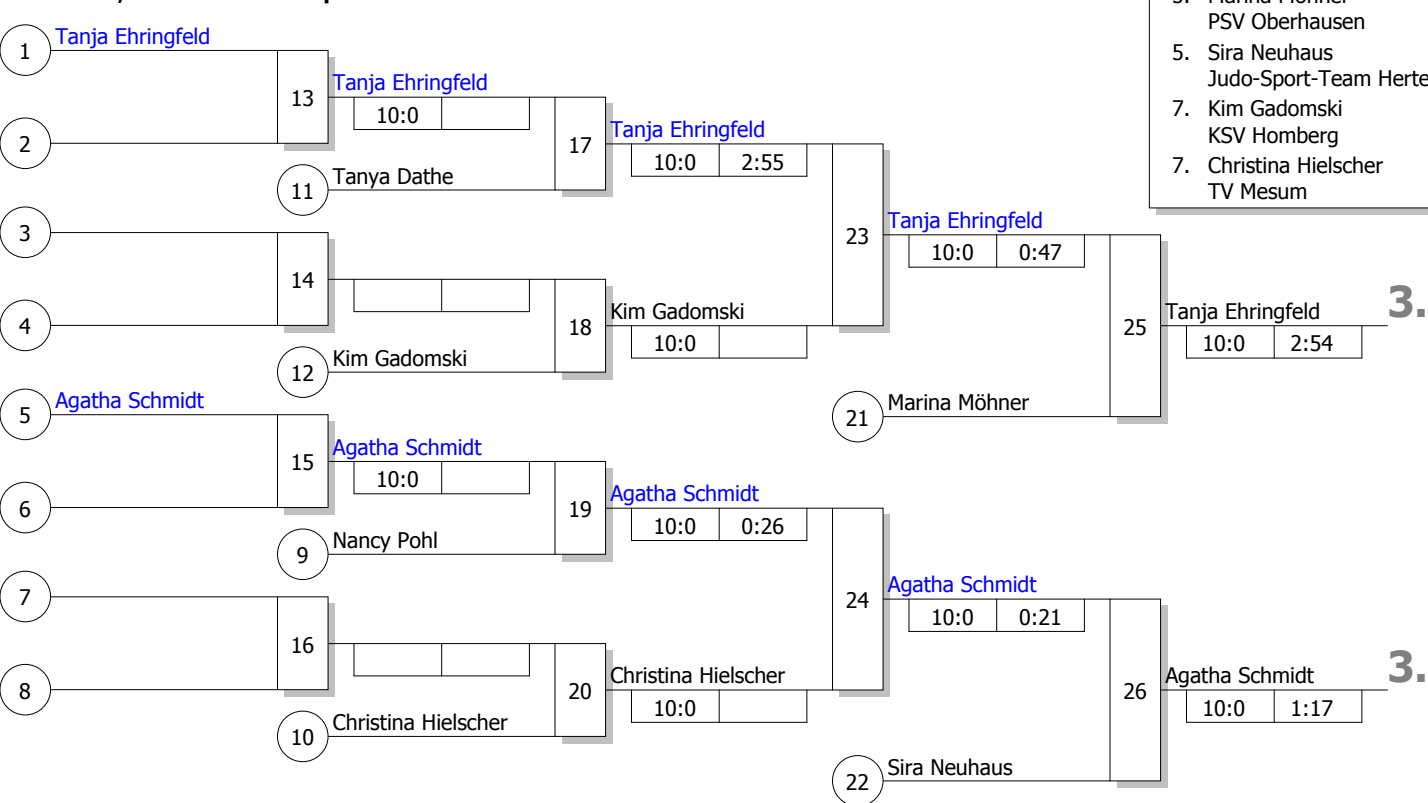 PSV Oberhausen
5. Sira Neuhaus
Judo-Sport-Team Herte
7. Kim Gadomski
KSV Homberg
7. Christina Hielscher
TV Mesum
1 Tanja Ehringfeld
13 Tanja Ehringfeld
10:0
2
17 Tanja Ehringfeld
10:0 2:55
11 Tanya Dathe
3
23 Tanja Ehringfeld
10:0 0:47
14
4
18 Kim Gadomski
10:0
12 Kim Gadomski
25 Tanja Ehringfeld 3.
10:0 2:54
5 Agatha Schmidt
21 Marina Möhner
15 Agatha Schmidt
10:0
6
19 Agatha Schmidt
10:0 0:26
9 Nancy Pohl
7
24 Agatha Schmidt
10:0 0:21
16
8
20 Christina Hielscher
10:0
10 Christina Hielscher
26 Agatha Schmidt 3.
10:0 1:17
22 Sira Neuhaus